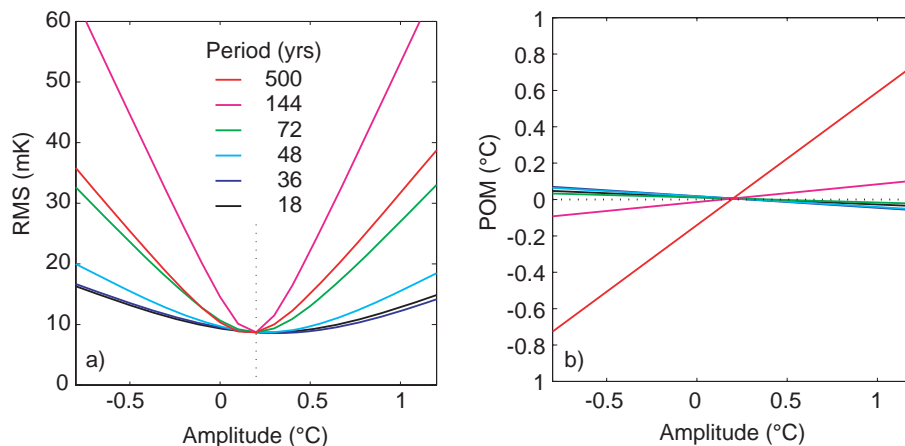 60
50
40
30
20
10
0
RMS (mK)
Period (yrs)
500
144
72
48
36
18
a)
-0.5 0 0.5 1
Amplitude (°C)
1
0.8
0.6
0.4
0.2
0
-0.2
-0.4
-0.6
-0.8
1
POM (°C)
b)
-0.5 0 0.5 1
Amplitude (°C)